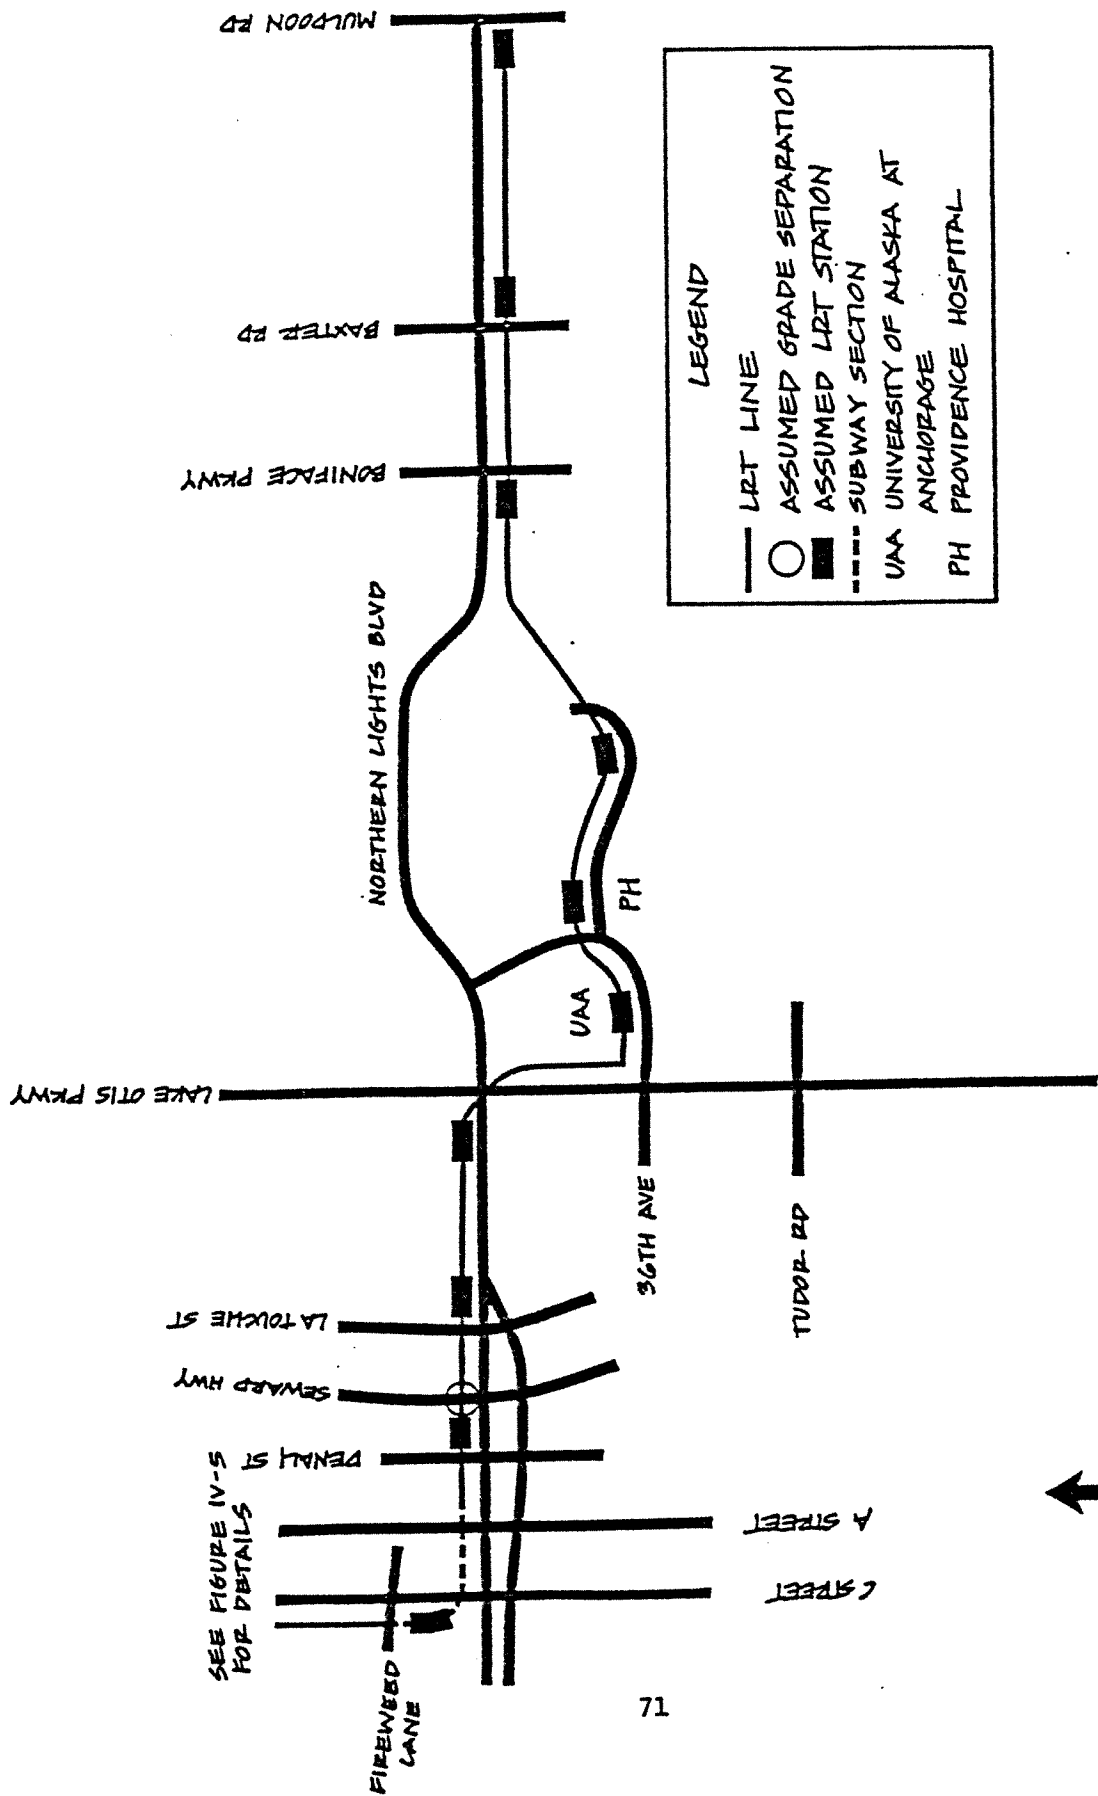 MULDOON RD
BAXTER RD
BONIFACE PKWY
NORTHERN LIGHTS BLVD
LAKE OTIS PKWY
UAA
PH
36TH AVE
TUDOR RD
LATOUCHE ST
SEWARD HWY
DENALI ST
A STREET
C STREET
SEE FIGURE IV-5
FOR DETAILS
FIREWEED
LANE
LEGEND
LRT LINE
ASSUMED GRADE SEPARATION
ASSUMED LRT STATION
SUBWAY SECTION
UAA UNIVERSITY OF ALASKA AT
ANCHORAGE
PH PROVIDENCE HOSPITAL
71